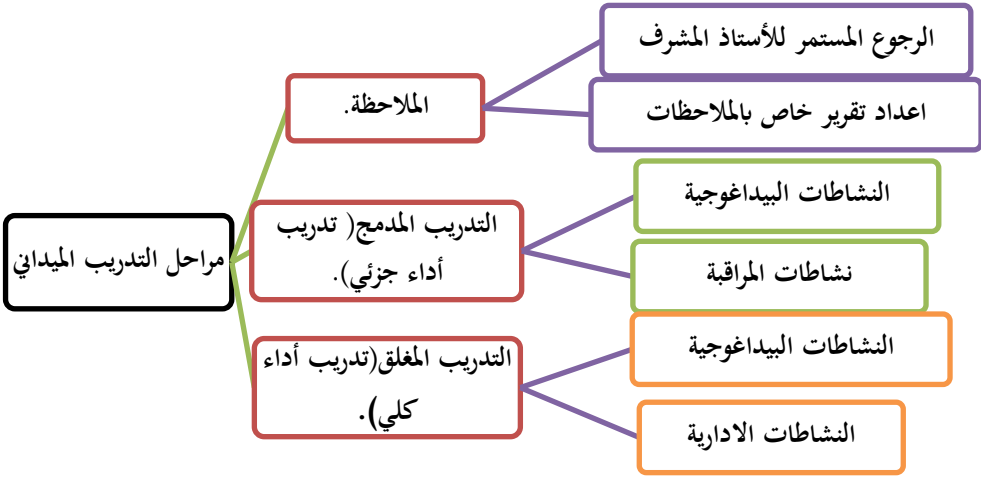 مراحل التدريب الميداني
الملاحظة.
الرجوع المستمر للأستاذ المشرف
اعداد تقرير خاص بالملاحظات
التدريب المدمج( تدريب
أداء جزئي).
النشاطات البيداغوجية
نشاطات المراقبة
التدريب المغلق(تدريب أداء
كلي).
النشاطات البيداغوجية
النشاطات الادارية